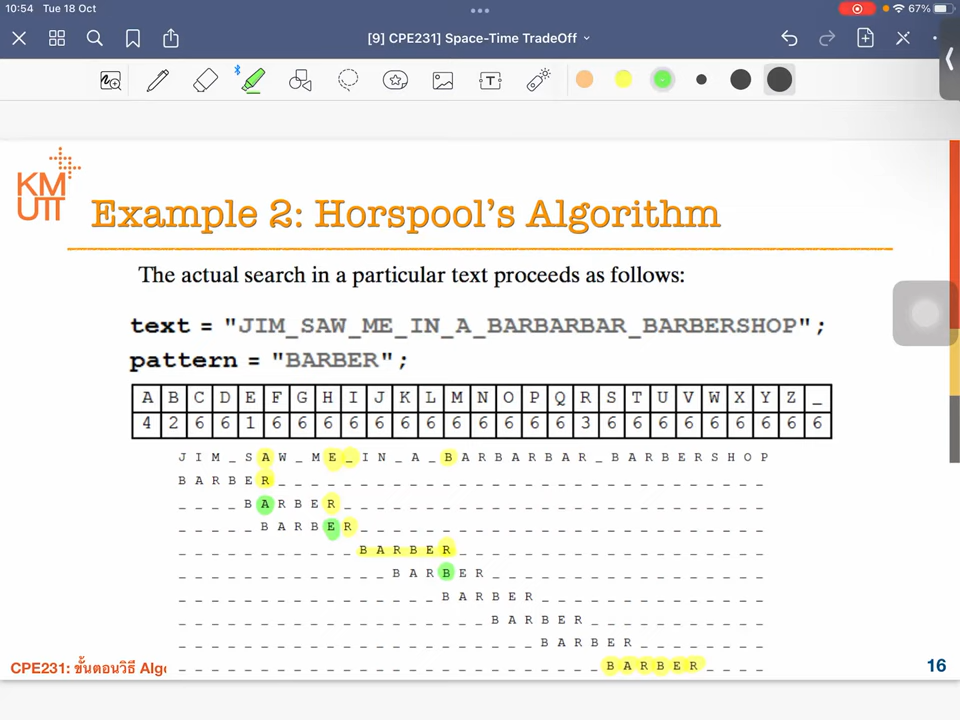 10:54 Tue 18 Oct
67%
[9] CPE231] Space-Time TradeOff
T
KMUTT
Example 2: Horspool's Algorithm
The actual search in a particular text proceeds as follows:
text = "JIM_SAW_ME_IN_A_BARBARBAR_BARBERSHOP";
pattern = "BARBER";
A B C D E F G H I J K L M N O P Q R S T U V W X Y Z _
4 2 6 6 1 6 6 6 6 6 6 6 6 6 6 6 6 3 6 6 6 6 6 6 6 6 6
J I M _ S A W _ M E _ I N _ A _ B A R B A R B A R _ B A R B E R S H O P
B A R B E R _ _ _ _ _ _ _ _ _ _ _ _ _ _ _ _ _ _ _ _ _ _ _ _ _ _ _ _ _ _
_ _ _ _ B A R B E R _ _ _ _ _ _ _ _ _ _ _ _ _ _ _ _ _ _ _ _ _ _ _ _ _ _
_ _ _ _ _ B A R B E R _ _ _ _ _ _ _ _ _ _ _ _ _ _ _ _ _ _ _ _ _ _ _ _ _
_ _ _ _ _ _ _ _ _ _ _ B A R B E R _ _ _ _ _ _ _ _ _ _ _ _ _ _ _ _ _ _ _
_ _ _ _ _ _ _ _ _ _ _ _ _ B A R B E R _ _ _ _ _ _ _ _ _ _ _ _ _ _ _ _ _
_ _ _ _ _ _ _ _ _ _ _ _ _ _ _ _ B A R B E R _ _ _ _ _ _ _ _ _ _ _ _ _ _
_ _ _ _ _ _ _ _ _ _ _ _ _ _ _ _ _ _ _ B A R B E R _ _ _ _ _ _ _ _ _ _ _
_ _ _ _ _ _ _ _ _ _ _ _ _ _ _ _ _ _ _ _ _ _ B A R B E R _ _ _ _ _ _ _ _
_ _ _ _ _ _ _ _ _ _ _ _ _ _ _ _ _ _ _ _ _ _ _ _ _ _ B A R B E R _ _ _ _
CPE231: ขั้นตอนวิธี Algo 16